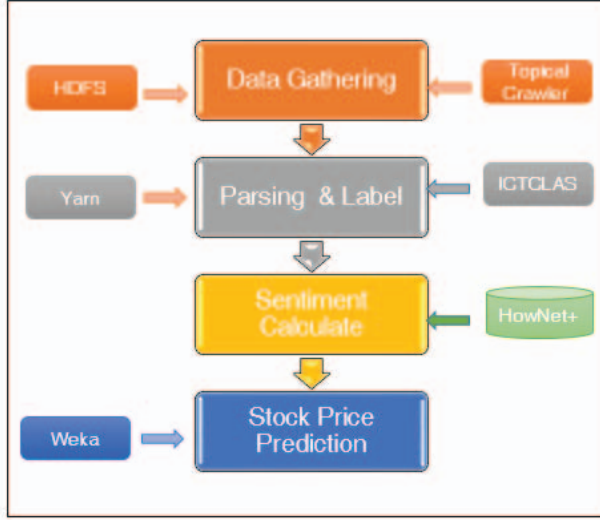 HDFS
Data Gathering
Topical
Crawler
Yarn
Parsing & Label
ICTCLAS
Sentiment
Calculate
HowNet+
Weka
Stock Price
Prediction